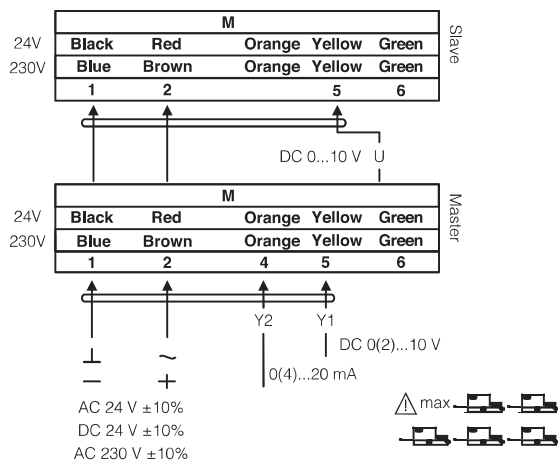 M
24V Black Red Orange Yellow Green
230V Blue Brown Orange Yellow Green
1 2 5 6
Slave
DC 0...10 V U
M
24V Black Red Orange Yellow Green
230V Blue Brown Orange Yellow Green
1 2 4 5 6
Master
Y2 Y1
⊥ ~
DC 0(2)...10 V
− +
0(4)...20 mA
AC 24 V ±10%
DC 24 V ±10%
AC 230 V ±10%
max